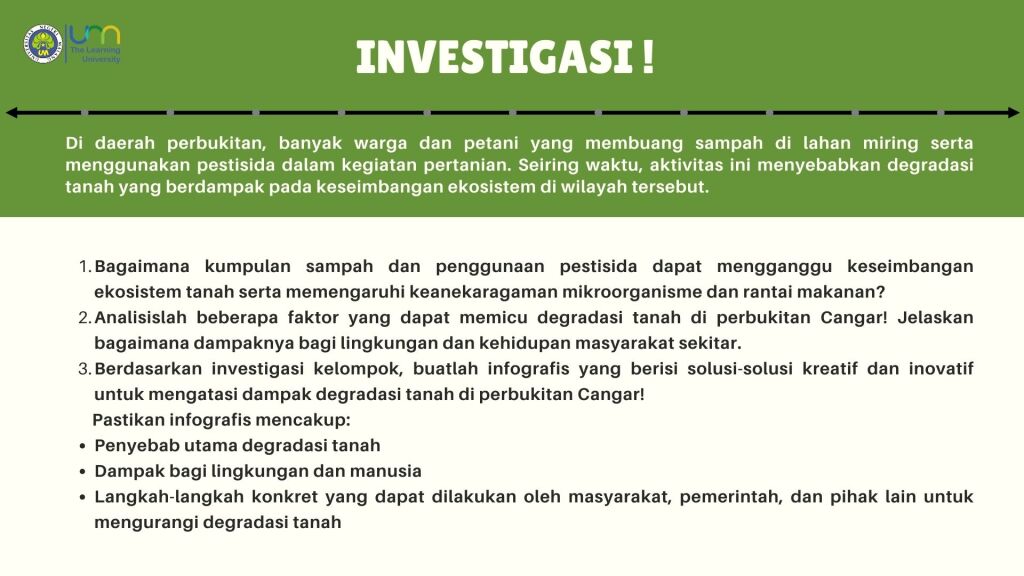 The Learning
University
INVESTIGASI !
Di daerah perbukitan, banyak warga dan petani yang membuang sampah di lahan miring serta
menggunakan pestisida dalam kegiatan pertanian. Seiring waktu, aktivitas ini menyebabkan degradasi
tanah yang berdampak pada keseimbangan ekosistem di wilayah tersebut.
1. Bagaimana kumpulan sampah dan penggunaan pestisida dapat mengganggu keseimbangan
ekosistem tanah serta memengaruhi keanekaragaman mikroorganisme dan rantai makanan?
2. Analisislah beberapa faktor yang dapat memicu degradasi tanah di perbukitan Cangar! Jelaskan
bagaimana dampaknya bagi lingkungan dan kehidupan masyarakat sekitar.
3. Berdasarkan investigasi kelompok, buatlah infografis yang berisi solusi-solusi kreatif dan inovatif
untuk mengatasi dampak degradasi tanah di perbukitan Cangar!
Pastikan infografis mencakup:
• Penyebab utama degradasi tanah
• Dampak bagi lingkungan dan manusia
• Langkah-langkah konkret yang dapat dilakukan oleh masyarakat, pemerintah, dan pihak lain untuk
mengurangi degradasi tanah